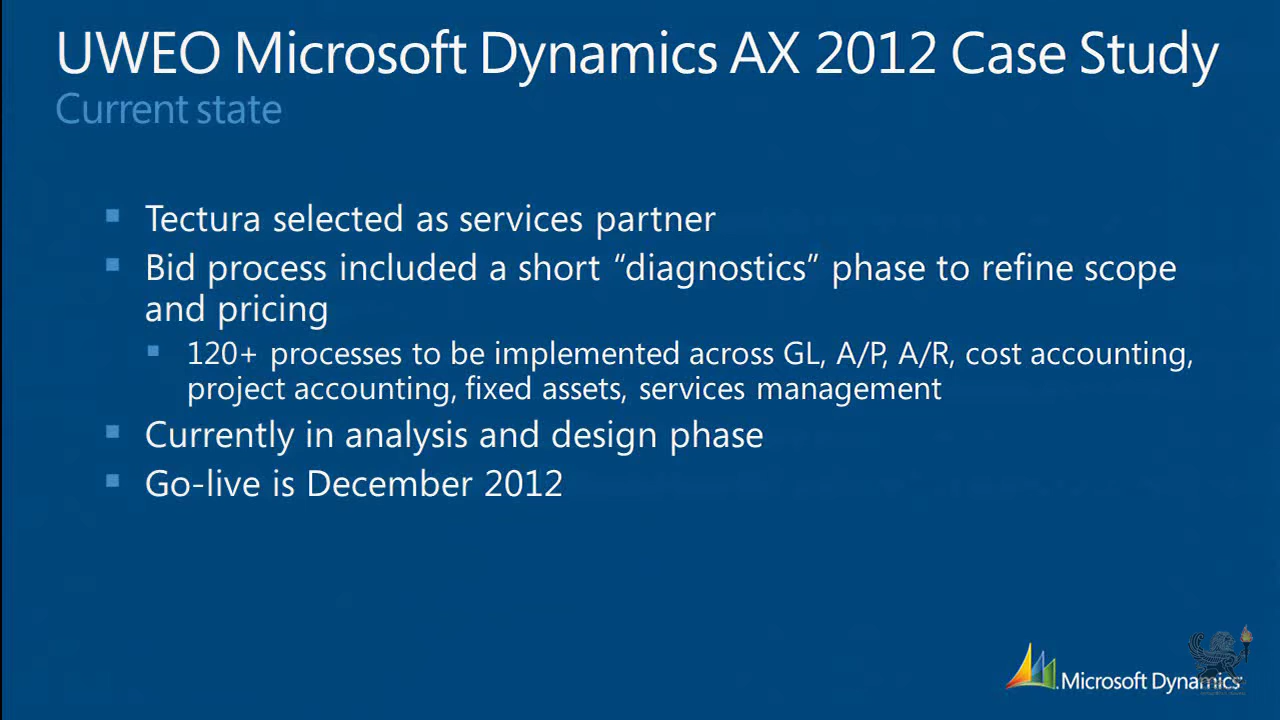 UWEO Microsoft Dynamics AX 2012 Case Study
Current state
Tectura selected as services partner
Bid process included a short “diagnostics” phase to refine scope
and pricing
120+ processes to be implemented across GL, A/P, A/R, cost accounting,
project accounting, fixed assets, services management
Currently in analysis and design phase
Go-live is December 2012
Microsoft Dynamics